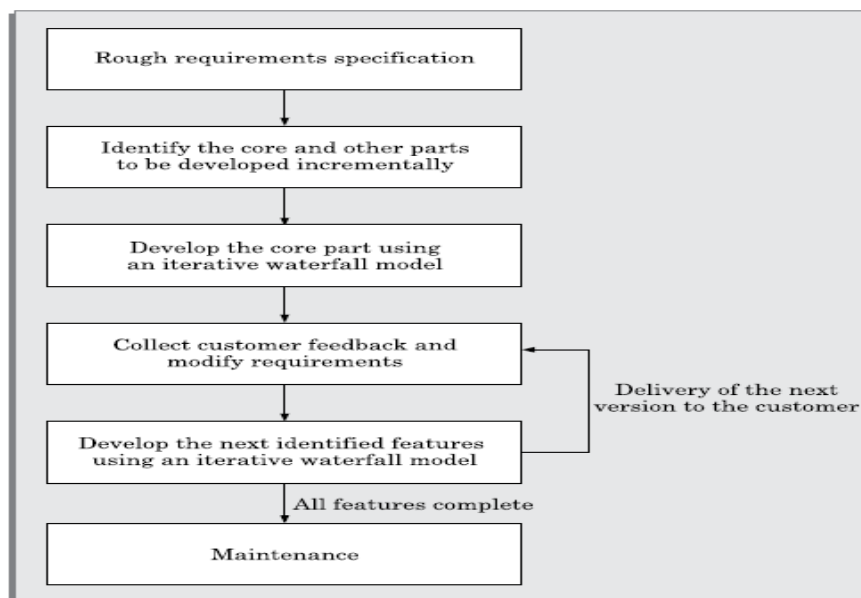 Rough requirements specification
Identify the core and other parts
to be developed incrementally
Develop the core part using
an iterative waterfall model
Collect customer feedback and
modify requirements
Delivery of the next
version to the customer
Develop the next identified features
using an iterative waterfall model
All features complete
Maintenance